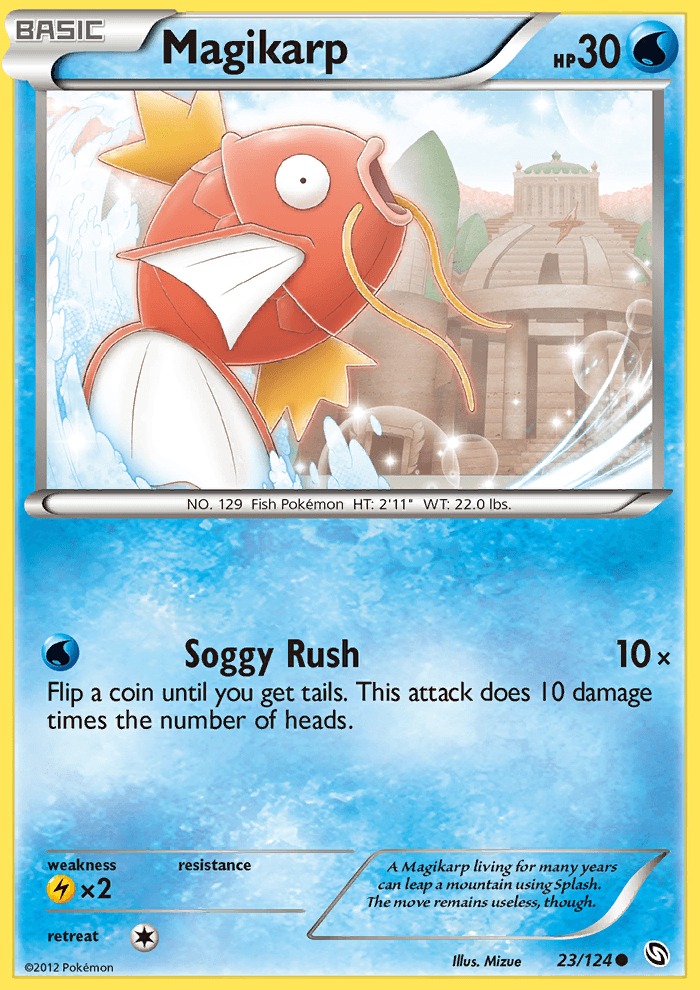 BASIC
Magikarp
HP30
NO. 129 Fish Pokémon HT: 2'11" WT: 22.0 lbs.
Soggy Rush 10×
Flip a coin until you get tails. This attack does 10 damage
times the number of heads.
weakness resistance
×2
A Magikarp living for many years
can leap a mountain using Splash.
The move remains useless, though.
retreat
©2012 Pokémon
Illus. Mizue 23/124